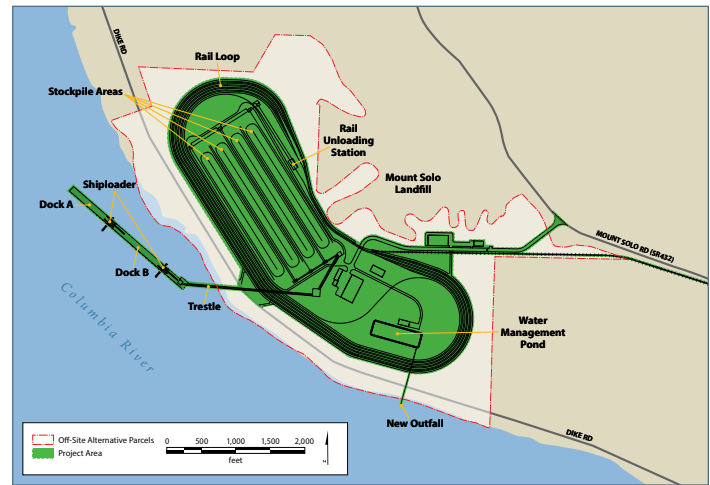 DIKE RD
Rail Loop
Stockpile Areas
Rail
Unloading
Station
Mount Solo
Landfill
Shiploader
Dock A
MOUNT SOLO RD (SR432)
Dock B
Columbia River
Trestle
Water
Management
Pond
New Outfall
DIKE RD
Off-Site Alternative Parcels
Project Area
0 500 1,000 1,500 2,000
feet
N